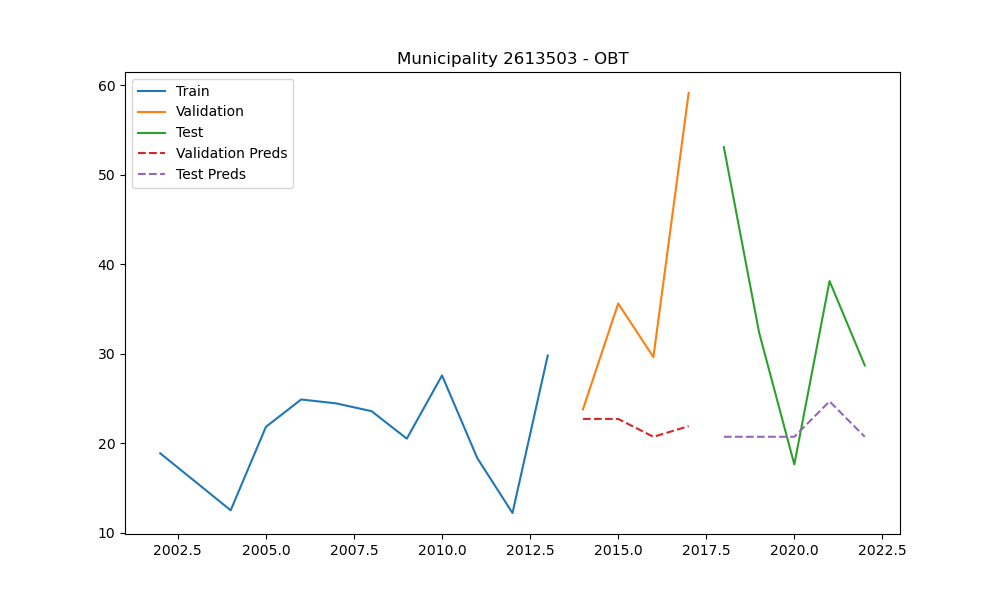 Municipality 2613503 - OBT
Train
Validation
Test
Validation Preds
Test Preds
60
50
40
30
20
10
2002.5 2005.0 2007.5 2010.0 2012.5 2015.0 2017.5 2020.0 2022.5